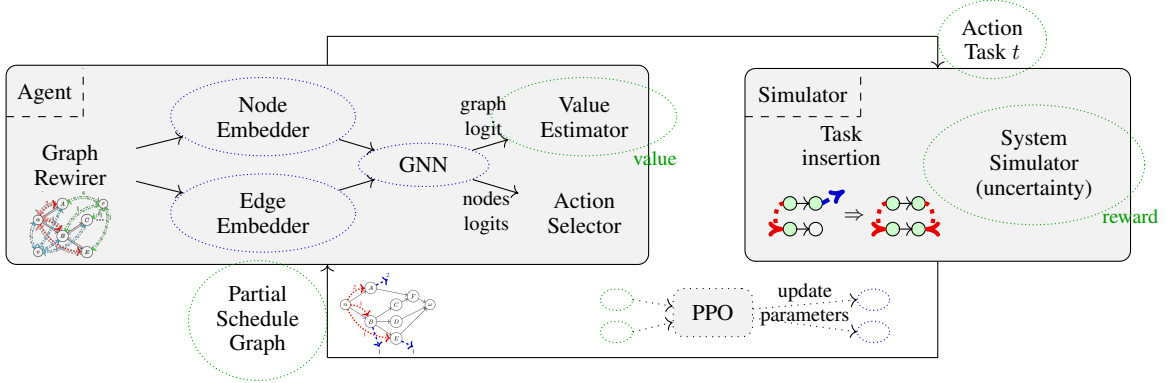 Action
Task t
Agent
Node
Embedder
graph
logit
Value
Estimator
value
Graph
Rewirer
GNN
Edge
Embedder
nodes
logits
Action
Selector
Simulator
Task
insertion
⇒
System
Simulator
(uncertainty)
reward
Partial
Schedule
Graph
A
B
C
D
E
F
PPO
update
parameters